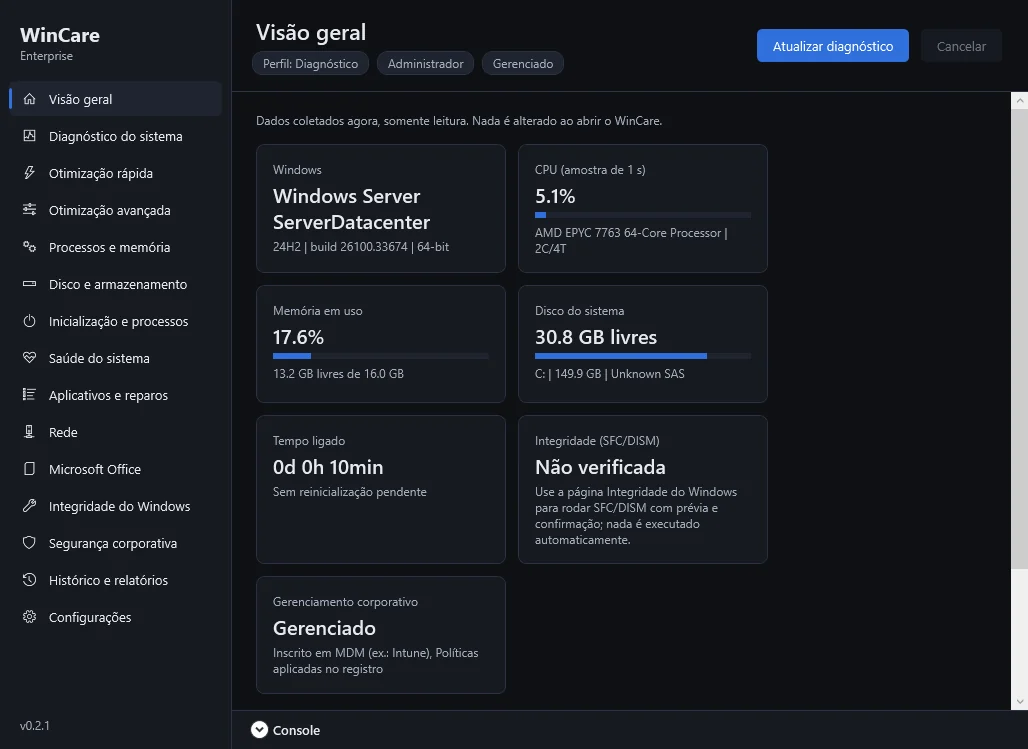 WinCare
Enterprise
Visão geral
Diagnóstico do sistema
Otimização rápida
Otimização avançada
Processos e memória
Disco e armazenamento
Inicialização e processos
Saúde do sistema
Aplicativos e reparos
Rede
Microsoft Office
Integridade do Windows
Segurança corporativa
Histórico e relatórios
Configurações
v0.2.1
Visão geral
Perfil: Diagnóstico
Administrador
Gerenciado
Atualizar diagnóstico
Cancelar
Dados coletados agora, somente leitura. Nada é alterado ao abrir o WinCare.
Windows
Windows Server
ServerDatacenter
24H2 | build 26100.33674 | 64-bit
CPU (amostra de 1 s)
5.1%
AMD EPYC 7763 64-Core Processor |
2C/4T
Memória em uso
17.6%
13.2 GB livres de 16.0 GB
Disco do sistema
30.8 GB livres
C: | 149.9 GB | Unknown SAS
Tempo ligado
0d 0h 10min
Sem reinicialização pendente
Integridade (SFC/DISM)
Não verificada
Use a página Integridade do Windows
para rodar SFC/DISM com prévia e
confirmação; nada é executado
automaticamente.
Gerenciamento corporativo
Gerenciado
Inscrito em MDM (ex.: Intune), Políticas
aplicadas no registro
Console